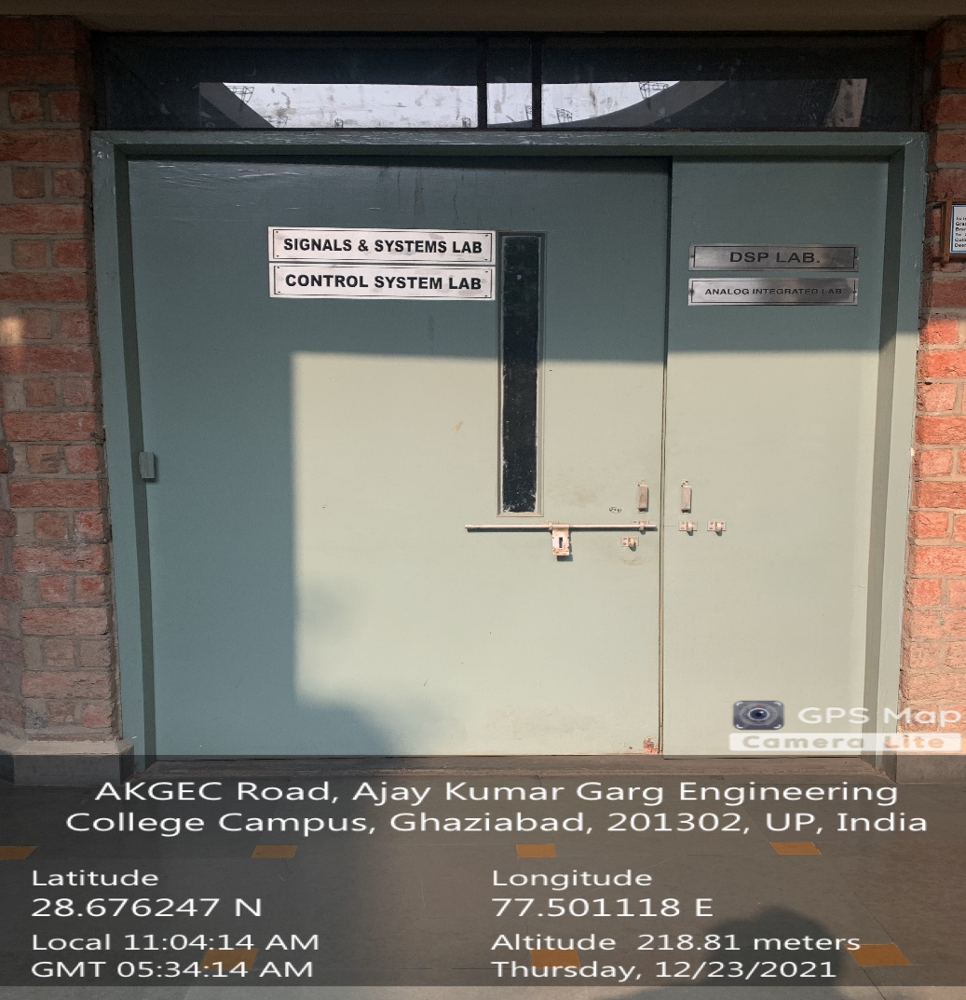 SIGNALS & SYSTEMS LAB
CONTROL SYSTEM LAB
DSP LAB.
ANALOG INTEGRATED LAB
GPS Map
Camera Lite
AKGEC Road, Ajay Kumar Garg Engineering
College Campus, Ghaziabad, 201302, UP, India
Latitude
28.676247 N
Longitude
77.501118 E
Local 11:04:14 AM
GMT 05:34:14 AM
Altitude 218.81 meters
Thursday, 12/23/2021